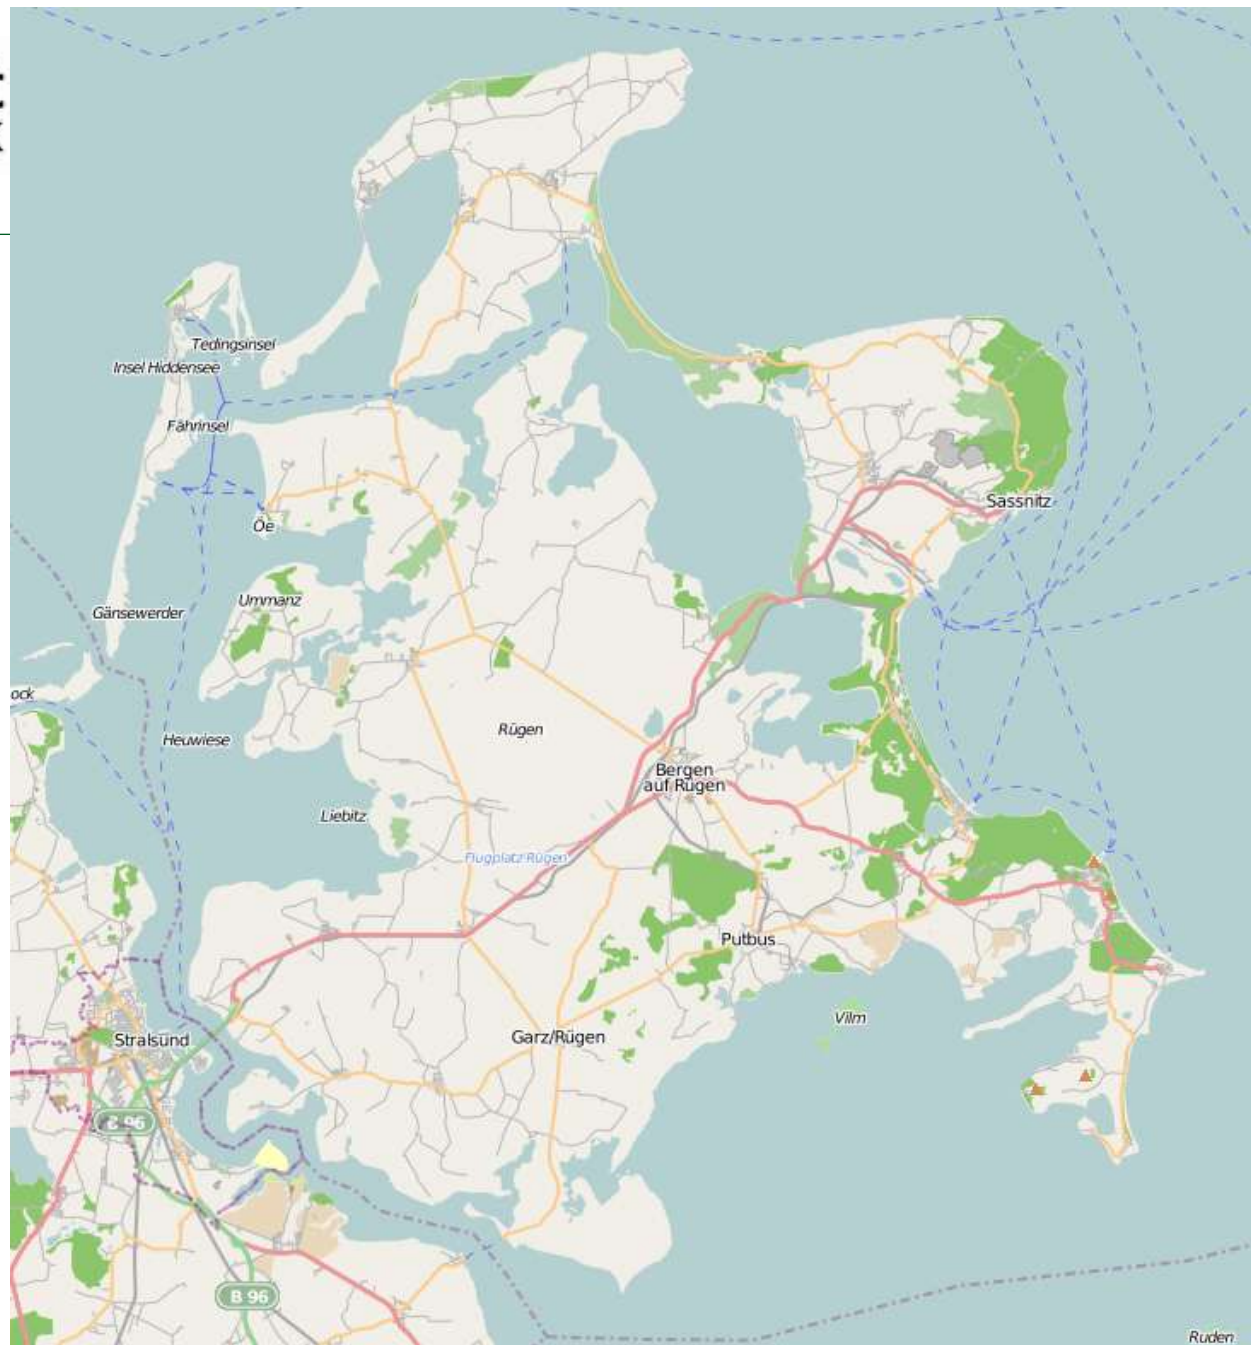 Tedingsinsel
Insel Hiddensee
Fährinsel
Sassnitz
Öe
Ummanz
Gänsewerder
ock
Rügen
Heuwiese
Bergen
auf Rügen
Liebitz
Flugplatz Rügen
Putbus
Vilm
Garz/Rügen
Stralsund
B 96
B 96
Ruden